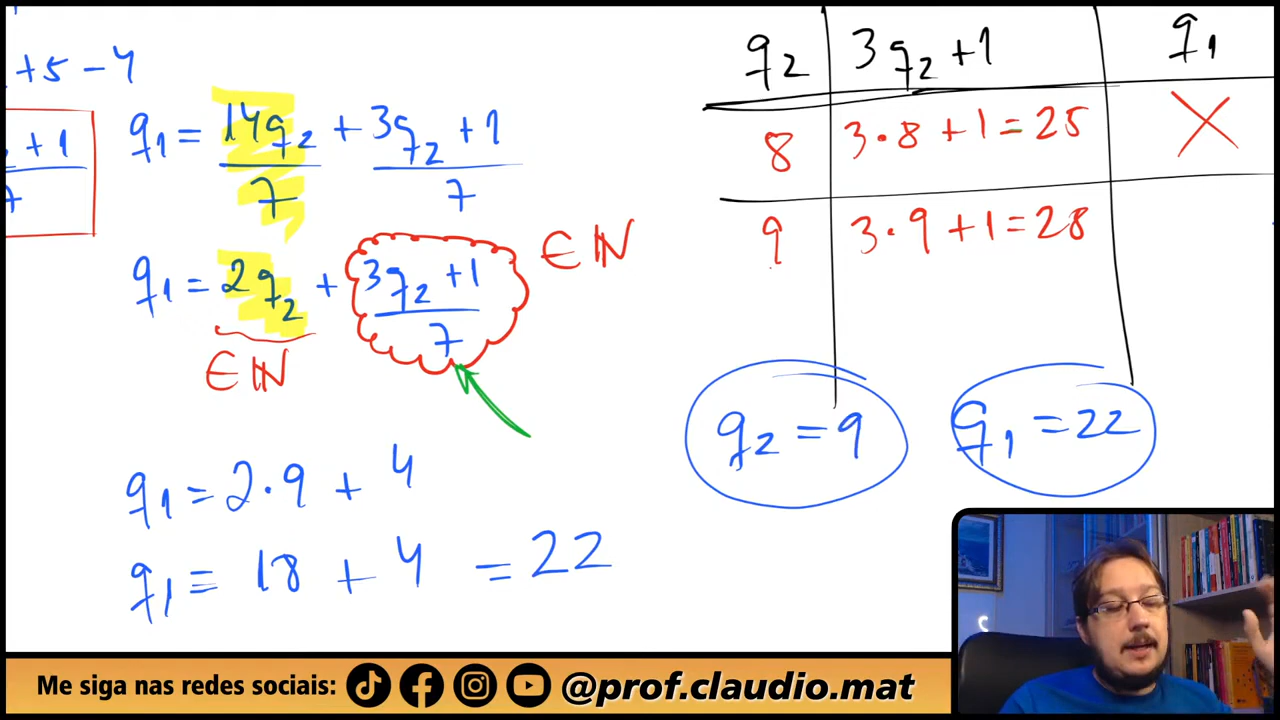 +5 - 4
+ 1
7
q₁ = 14q₂/7 + (3q₂ + 1)/7
q₁ = 2q₂ + (3q₂ + 1)/7
∈ ℕ
∈ ℕ
q₁ = 2·9 + 4
q₁ = 18 + 4 = 22
q₂ 3q₂ + 1 q₁
8 3·8 + 1 = 25 X
9 3·9 + 1 = 28
q₂ = 9 q₁ = 22
Me siga nas redes sociais: @prof.claudio.mat